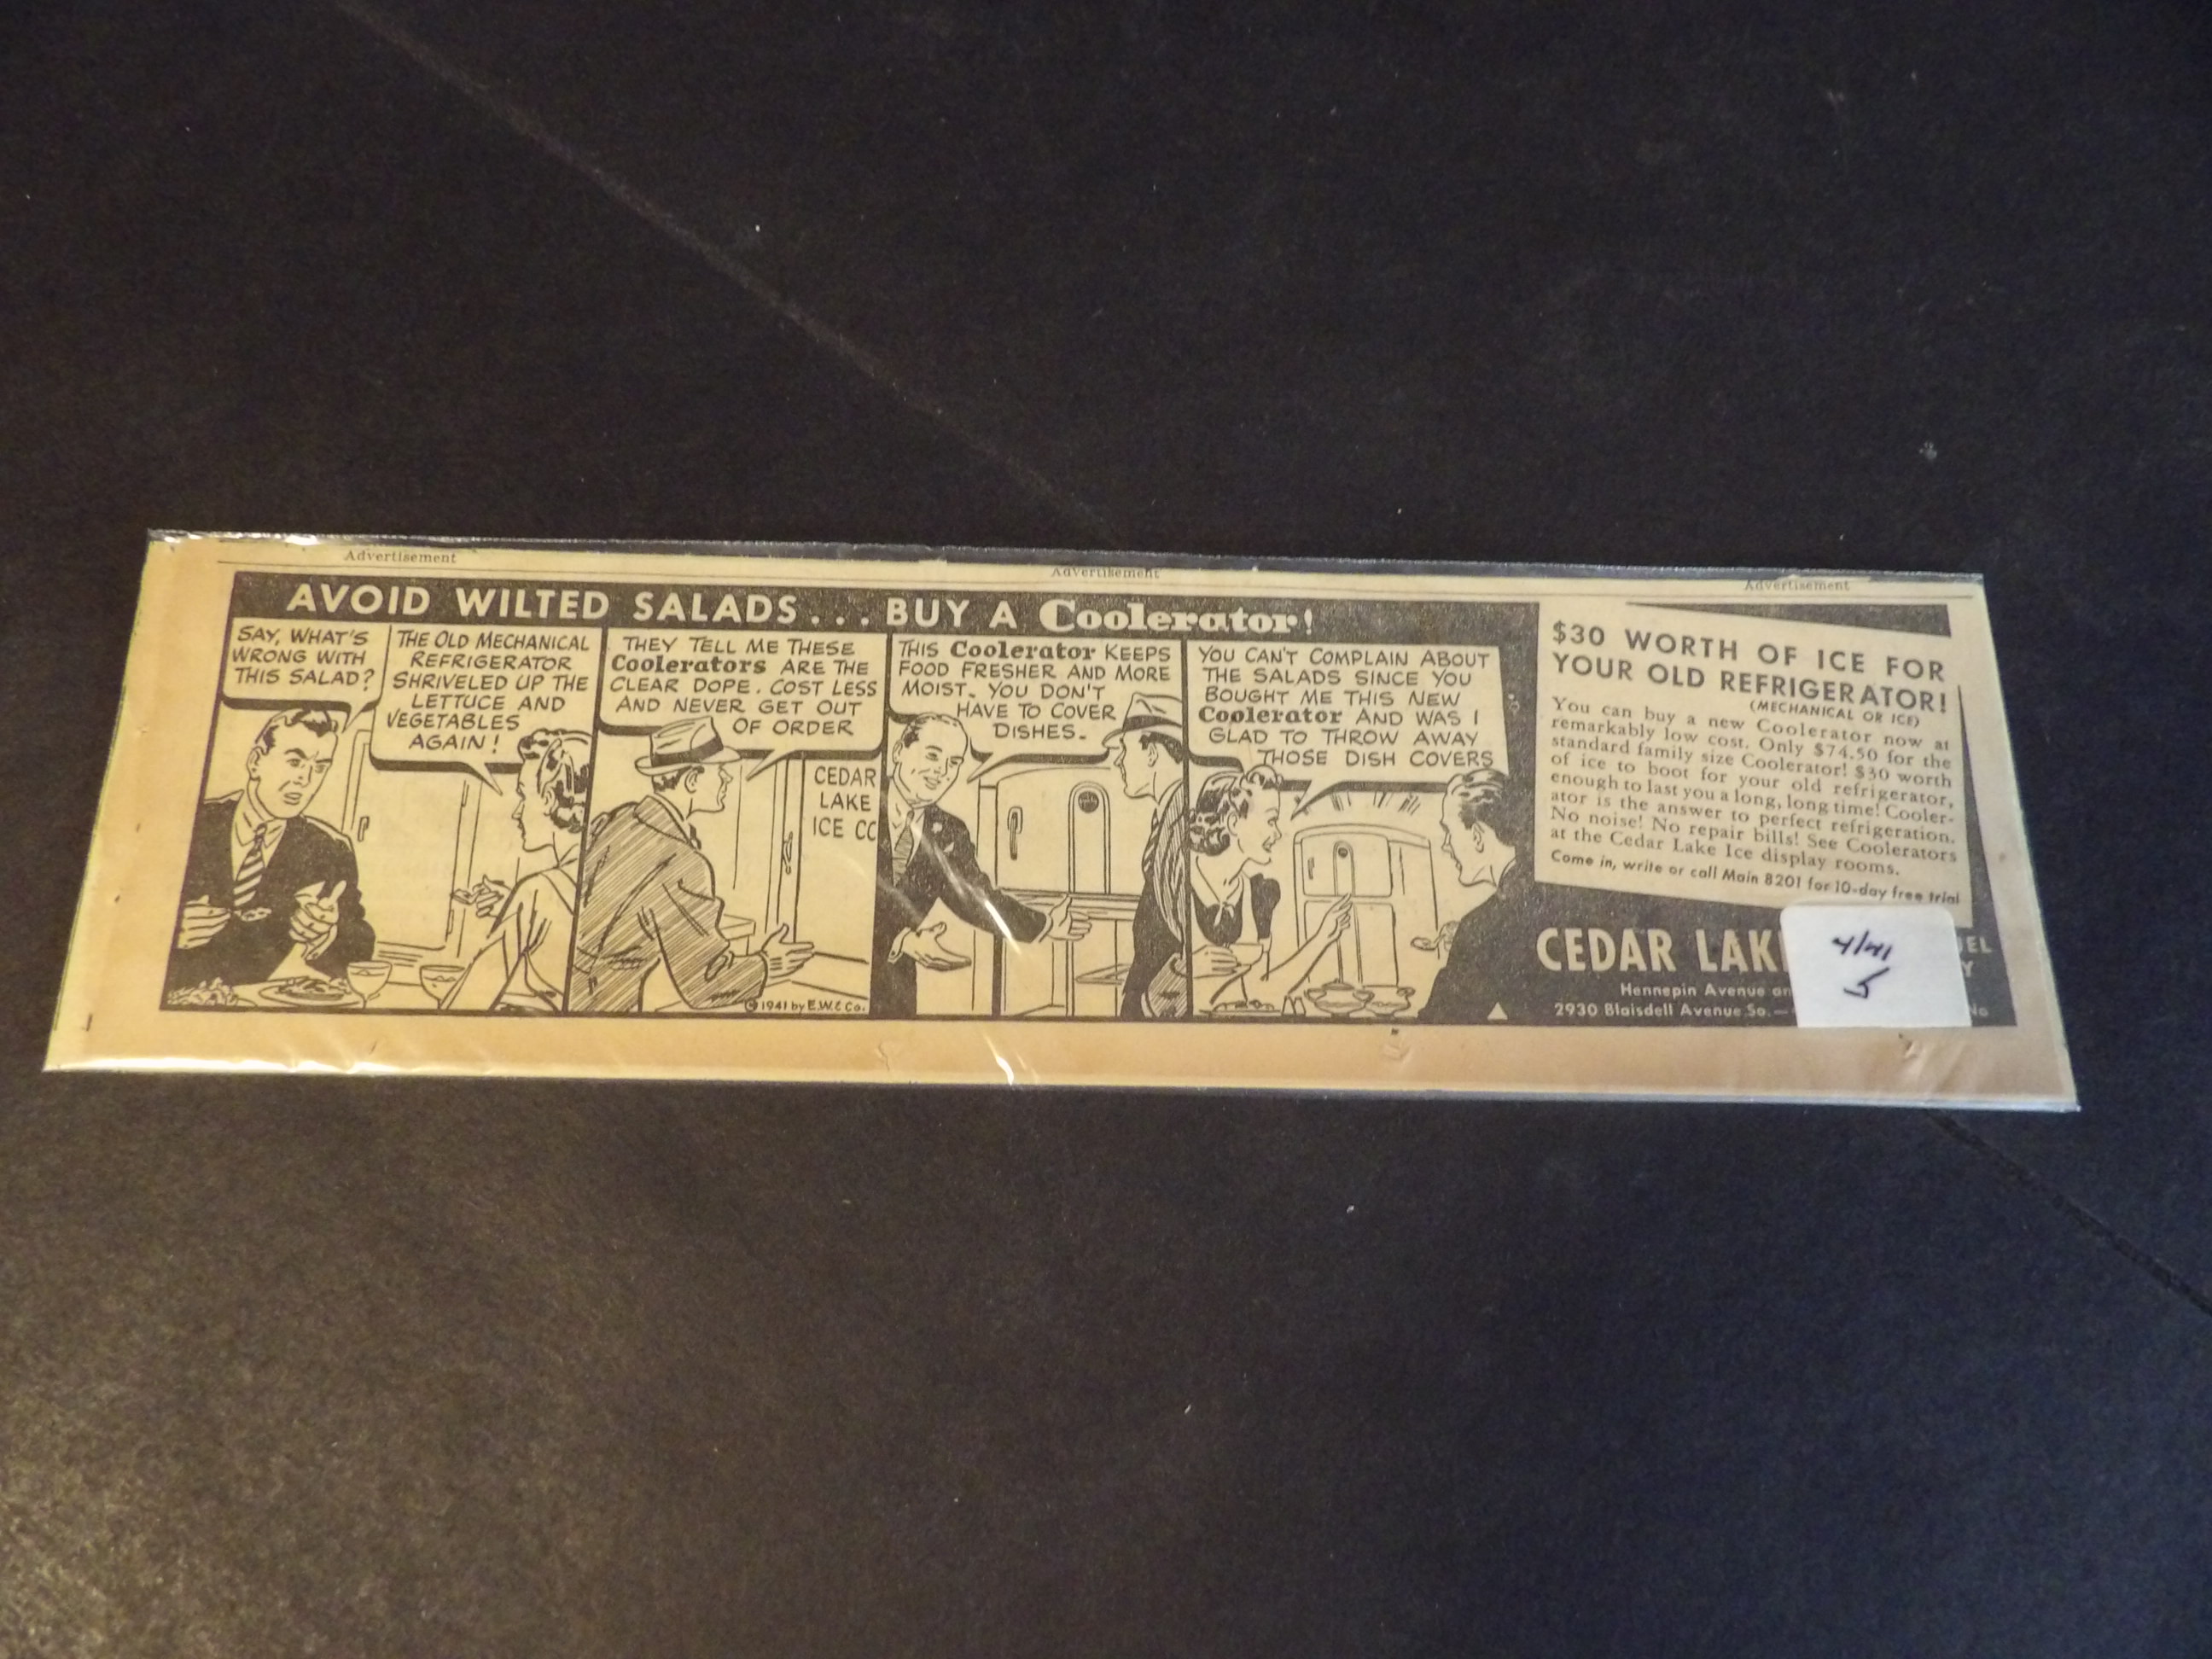 Advertisement
Advertisement
Advertisement
AVOID WILTED SALADS... BUY A Coolerator!
SAY, WHAT'S
WRONG WITH
THIS SALAD?
THE OLD MECHANICAL
REFRIGERATOR
SHRIVELED UP THE
LETTUCE AND
VEGETABLES
AGAIN!
THEY TELL ME THESE
Coolerators ARE THE
CLEAR DOPE. COST LESS
AND NEVER GET OUT
OF ORDER
CEDAR
LAKE
ICE CC
© 1941 by E.W.& Co.
THIS Coolerator KEEPS
FOOD FRESHER AND MORE
MOIST. YOU DON'T
HAVE TO COVER
DISHES.
YOU CAN'T COMPLAIN ABOUT
THE SALADS SINCE YOU
BOUGHT ME THIS NEW
Coolerator AND WAS I
GLAD TO THROW AWAY
THOSE DISH COVERS
$30 WORTH OF ICE FOR
YOUR OLD REFRIGERATOR!
(MECHANICAL OR ICE)
You can buy a new Coolerator now at
remarkably low cost. Only $74.50 for the
standard family size Coolerator! $30 worth
of ice to boot for your old refrigerator,
enough to last you a long, long time! Cooler-
ator is the answer to perfect refrigeration.
No noise! No repair bills! See Coolerators
at the Cedar Lake Ice display rooms.
Come in, write or call Main 8201 for 10-day free trial
CEDAR LAK
UEL
Y
Hennepin Avenue an
2930 Blaisdell Avenue So.—
No
4/41
5